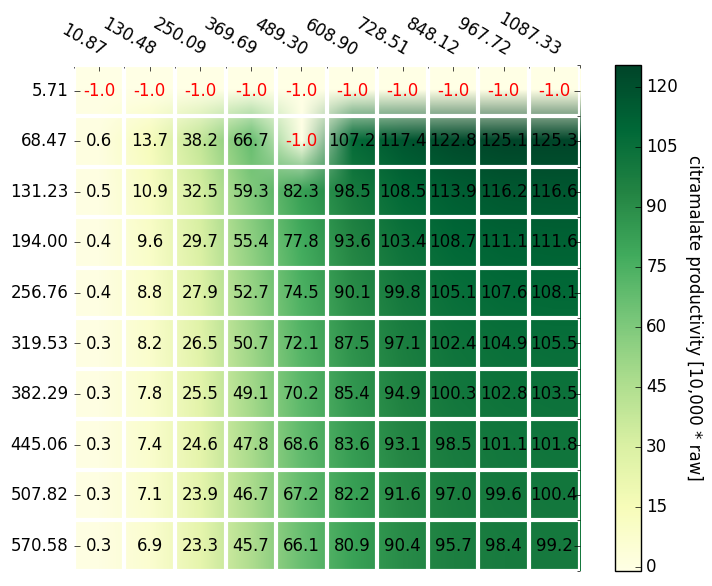 10.87 130.48 250.09 369.69 489.30 608.90 728.51 848.12 967.72 1087.33
5.71 -1.0 -1.0 -1.0 -1.0 -1.0 -1.0 -1.0 -1.0 -1.0 -1.0
68.47 0.6 13.7 38.2 66.7 -1.0 107.2 117.4 122.8 125.1 125.3
131.23 0.5 10.9 32.5 59.3 82.3 98.5 108.5 113.9 116.2 116.6
194.00 0.4 9.6 29.7 55.4 77.8 93.6 103.4 108.7 111.1 111.6
256.76 0.4 8.8 27.9 52.7 74.5 90.1 99.8 105.1 107.6 108.1
319.53 0.3 8.2 26.5 50.7 72.1 87.5 97.1 102.4 104.9 105.5
382.29 0.3 7.8 25.5 49.1 70.2 85.4 94.9 100.3 102.8 103.5
445.06 0.3 7.4 24.6 47.8 68.6 83.6 93.1 98.5 101.1 101.8
507.82 0.3 7.1 23.9 46.7 67.2 82.2 91.6 97.0 99.6 100.4
570.58 0.3 6.9 23.3 45.7 66.1 80.9 90.4 95.7 98.4 99.2
120
105
90
75
60
45
30
15
0
citramalate productivity [10,000 * raw]